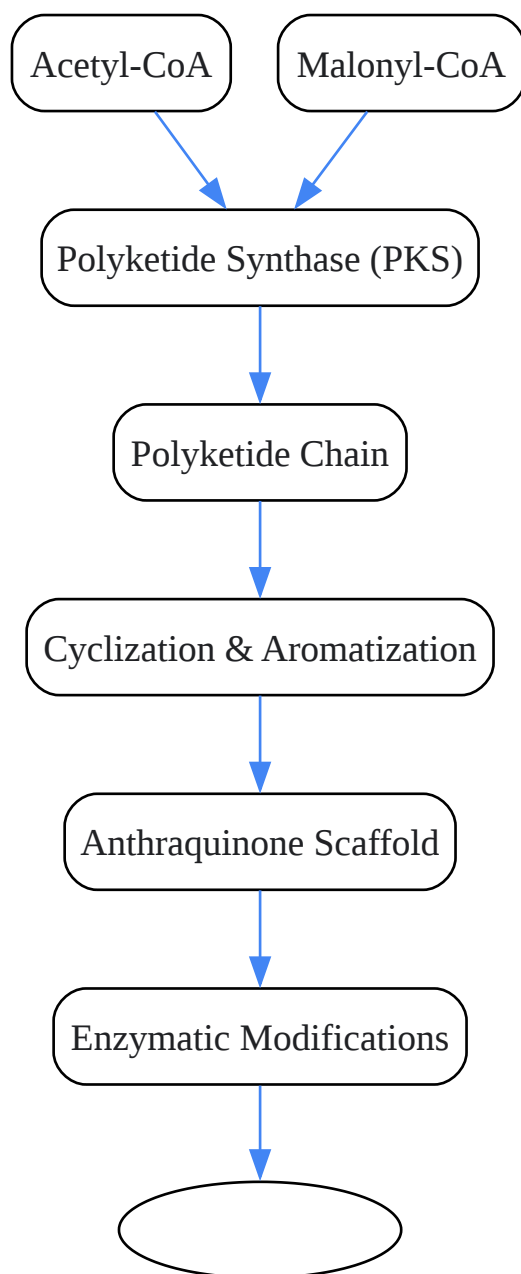 Acetyl-CoA
Malonyl-CoA
Polyketide Synthase (PKS)
Polyketide Chain
Cyclization & Aromatization
Anthraquinone Scaffold
Enzymatic Modifications